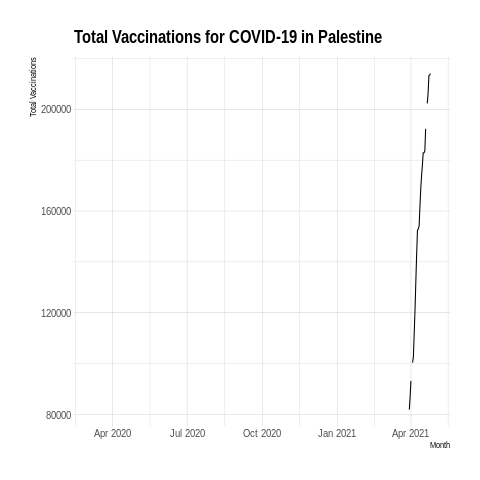 Total Vaccinations for COVID-19 in Palestine
Total Vaccinations
200000
160000
120000
80000
Apr 2020 Jul 2020 Oct 2020 Jan 2021 Apr 2021
Month